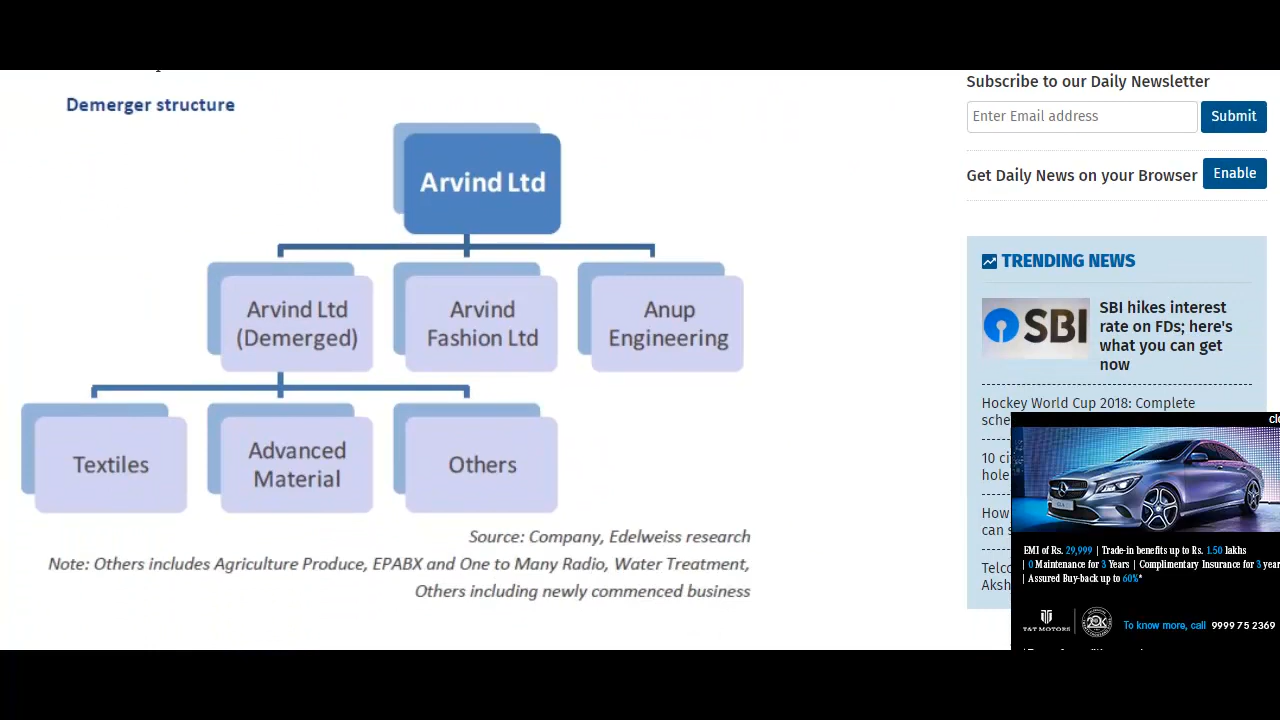 Demerger structure
Arvind Ltd
Arvind Ltd
(Demerged)
Arvind
Fashion Ltd
Anup
Engineering
Textiles
Advanced
Material
Others
Source: Company, Edelweiss research
Note: Others includes Agriculture Produce, EPABX and One to Many Radio, Water Treatment,
Others including newly commenced business
Subscribe to our Daily Newsletter
Enter Email address
Submit
Get Daily News on your Browser
Enable
TRENDING NEWS
SBI
SBI hikes interest
rate on FDs; here's
what you can get
now
Hockey World Cup 2018: Complete
10
How
can
EMI of Rs. 29,999 | Trade-in benefits up to Rs. 1.50 lakhs
| 0 Maintenance for 3 Years | Complimentary Insurance for 3
| Assured Buy-back up to 60%*
T&T MOTORS
To know more, call 9999 75 2369